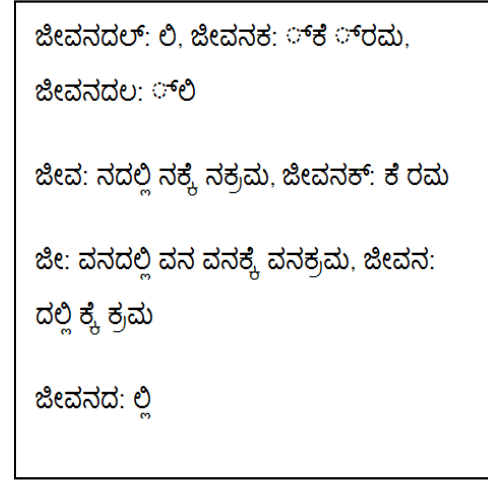 ಜೀವನದಲ್: ಲಿ, ಜೀವನಕ: ್ಕೆ ್ರಮ,
ಜೀವನದಲ: ್ಲಿ
ಜೀವ: ನದಲ್ಲಿ ನಕ್ಕೆ ನಕ್ರಮ, ಜೀವನಕ್: ಕೆ ರಮ
ಜೀ: ವನದಲ್ಲಿ ವನ ವನಕ್ಕೆ ವನಕ್ರಮ, ಜೀವನ:
ದಲ್ಲಿ ಕ್ಕೆ ಕ್ರಮ
ಜೀವನದ: ಲ್ಲಿ